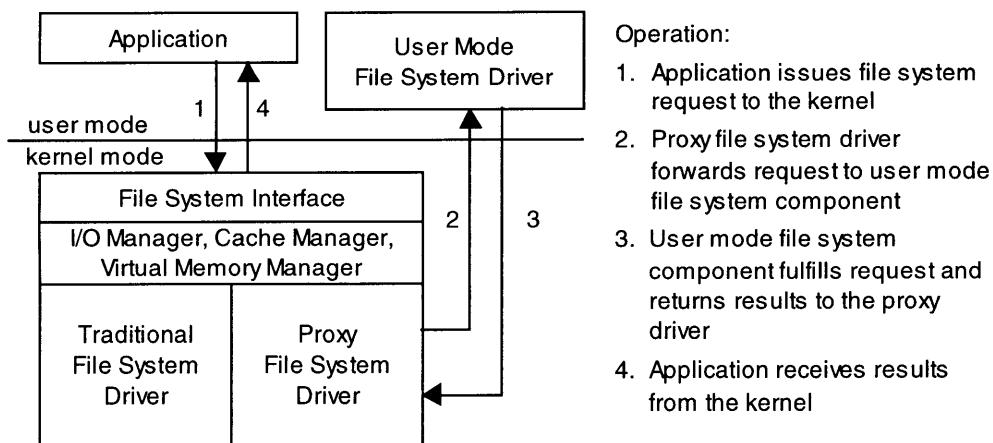 Application
User Mode
File System Driver
1
4
user mode
kernel mode
File System Interface
I/O Manager, Cache Manager,
Virtual Memory Manager
2
3
Traditional
File System
Driver
Proxy
File System
Driver
Operation:
1. Application issues file system
request to the kernel
2. Proxy file system driver
forwards request to user mode
file system component
3. User mode file system
component fulfills request and
returns results to the proxy
driver
4. Application receives results
from the kernel